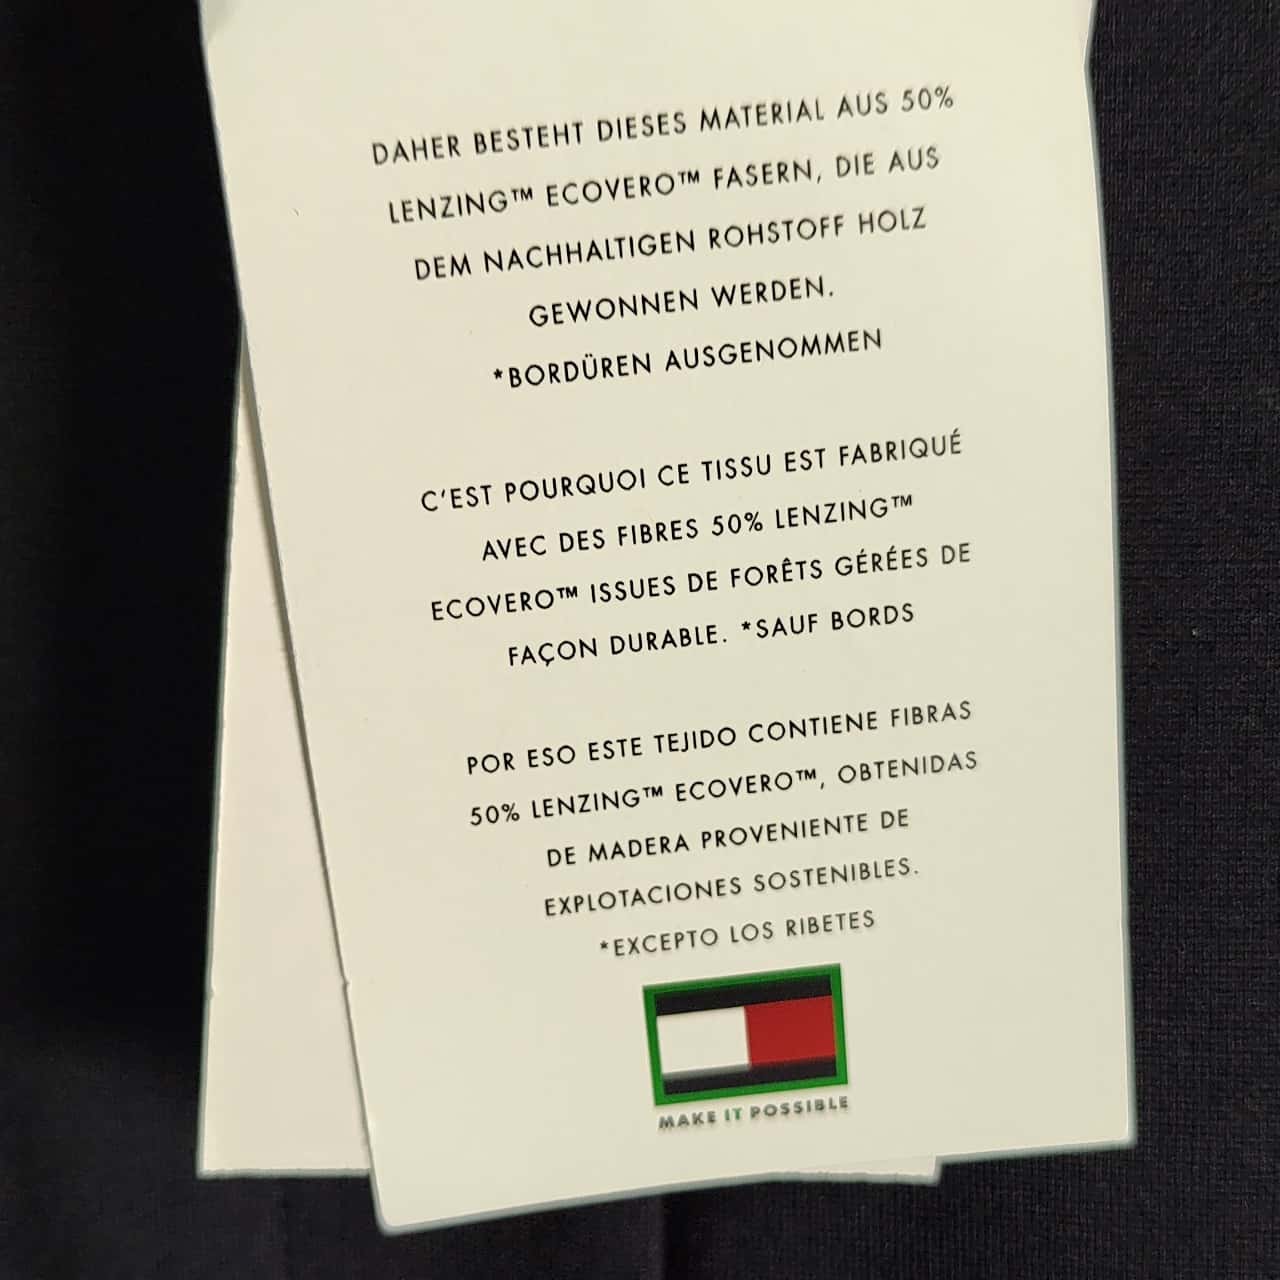 DAHER BESTEHT DIESES MATERIAL AUS 50%
LENZING™ ECOVERO™ FASERN, DIE AUS
DEM NACHHALTIGEN ROHSTOFF HOLZ
GEWONNEN WERDEN.
*BORDÜREN AUSGENOMMEN
C'EST POURQUOI CE TISSU EST FABRIQUÉ
AVEC DES FIBRES 50% LENZING™
ECOVERO™ ISSUES DE FORÊTS GÉRÉES DE
FAÇON DURABLE. *SAUF BORDS
POR ESO ESTE TEJIDO CONTIENE FIBRAS
50% LENZING™ ECOVERO™, OBTENIDAS
DE MADERA PROVENIENTE DE
EXPLOTACIONES SOSTENIBLES.
*EXCEPTO LOS RIBETES
MAKE IT POSSIBLE